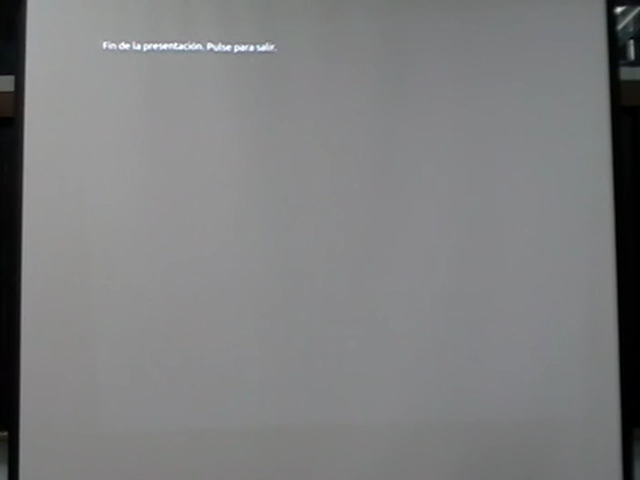 Fin de la presentación. Pulse para salir.